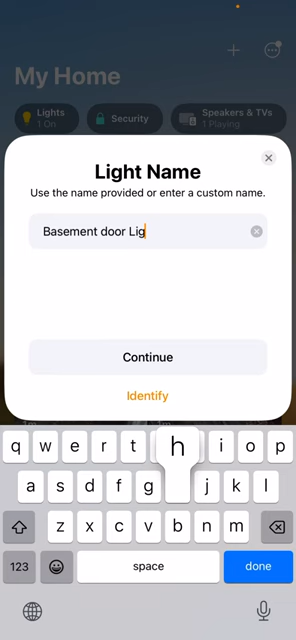 My Home
Lights
1 On
Security
Speakers & TVs
1 Playing
Light Name
Use the name provided or enter a custom name.
Basement door Lig
Continue
Identify
q w e r t h i o p
a s d f g j k l
z x c v b n m
123 space done